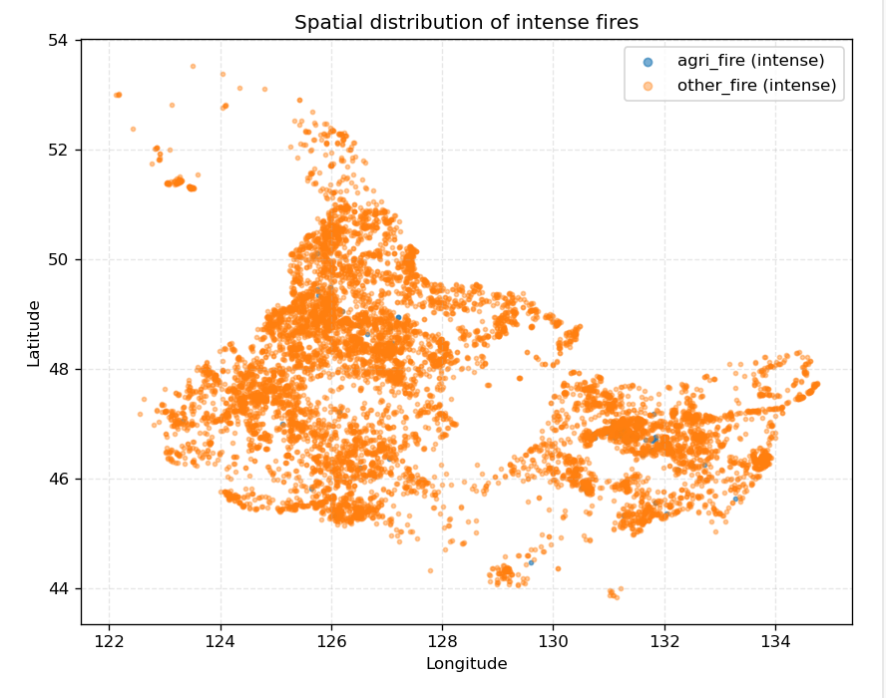 Spatial distribution of intense fires
agri_fire (intense)
other_fire (intense)
54
52
50
48
46
44
Latitude
122 124 126 128 130 132 134
Longitude